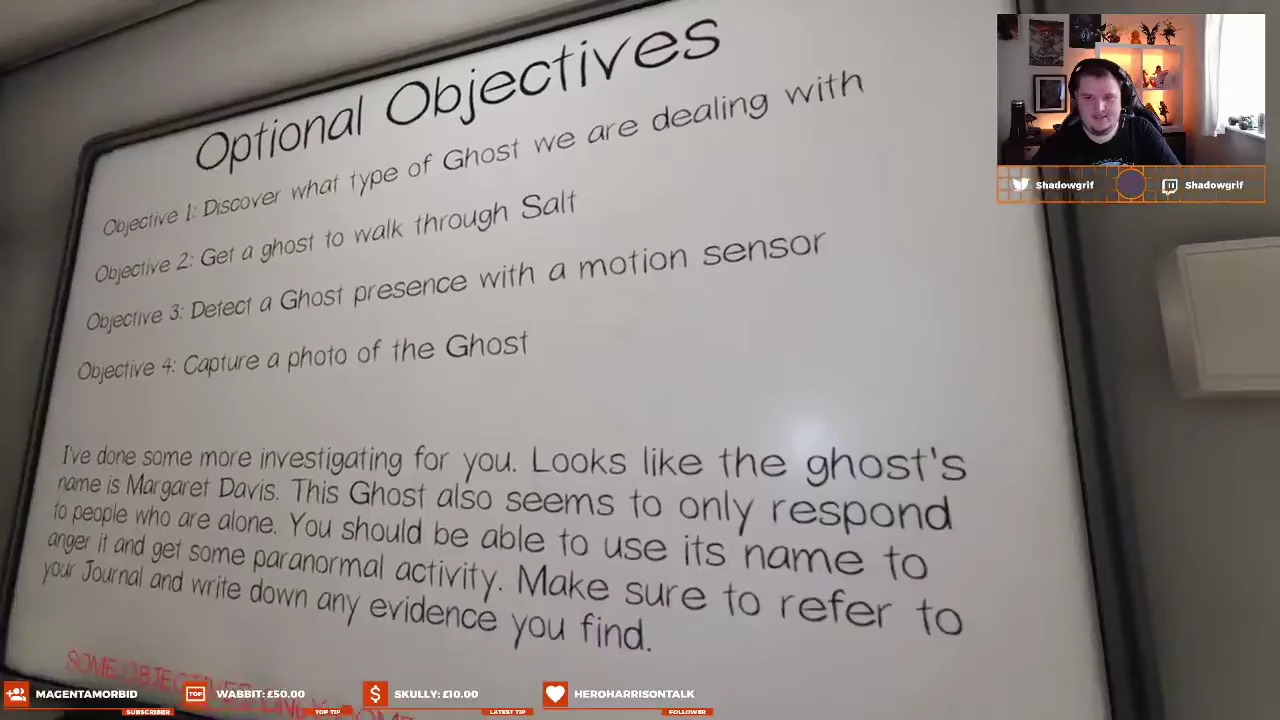 Optional Objectives
Objective 1: Discover what type of Ghost we are dealing with
Objective 2: Get a ghost to walk through Salt
Objective 3: Detect a Ghost presence with a motion sensor
Objective 4: Capture a photo of the Ghost
I've done some more investigating for you. Looks like the ghost's
name is Margaret Davis. This Ghost also seems to only respond
to people who are alone. You should be able to use its name to
anger it and get some paranormal activity. Make sure to refer to
your Journal and write down any evidence you find.
SOME
Shadowgrif
Shadowgrif
MAGENTAMORBID
SUBSCRIBER
TOP
WABBIT: £50.00
TOP TIP
SKULLY: £10.00
LATEST TIP
HEROHARRISONTALK
FOLLOWER